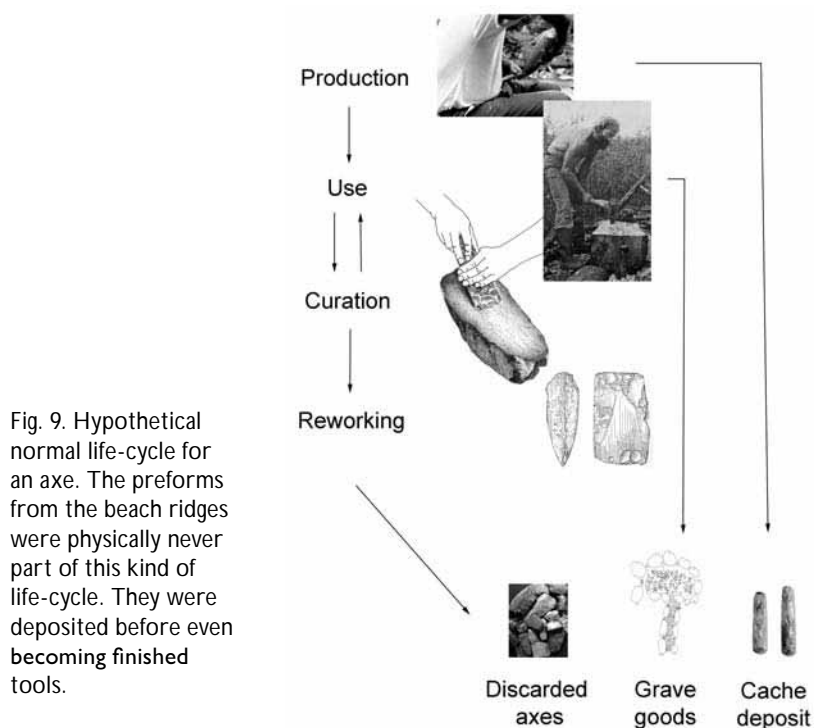 Production
Use
Curation
Reworking
Fig. 9. Hypothetical
normal life-cycle for
an axe. The preforms
from the beach ridges
were physically never
part of this kind of
life-cycle. They were
deposited before even
becoming finished
tools.
Discarded
axes
Grave
goods
Cache
deposit